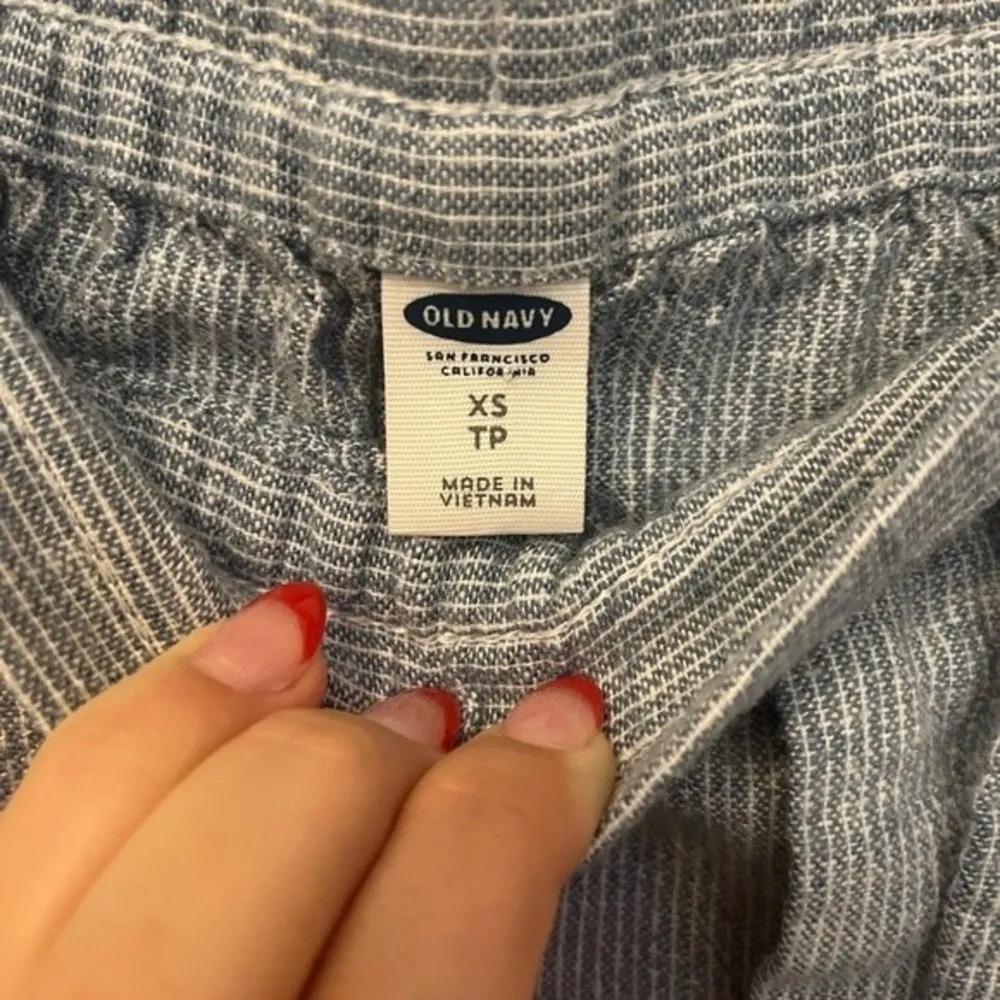 OLD NAVY
SAN FRANCISCO
CALIFORNIA
XS
TP
MADE IN
VIETNAM